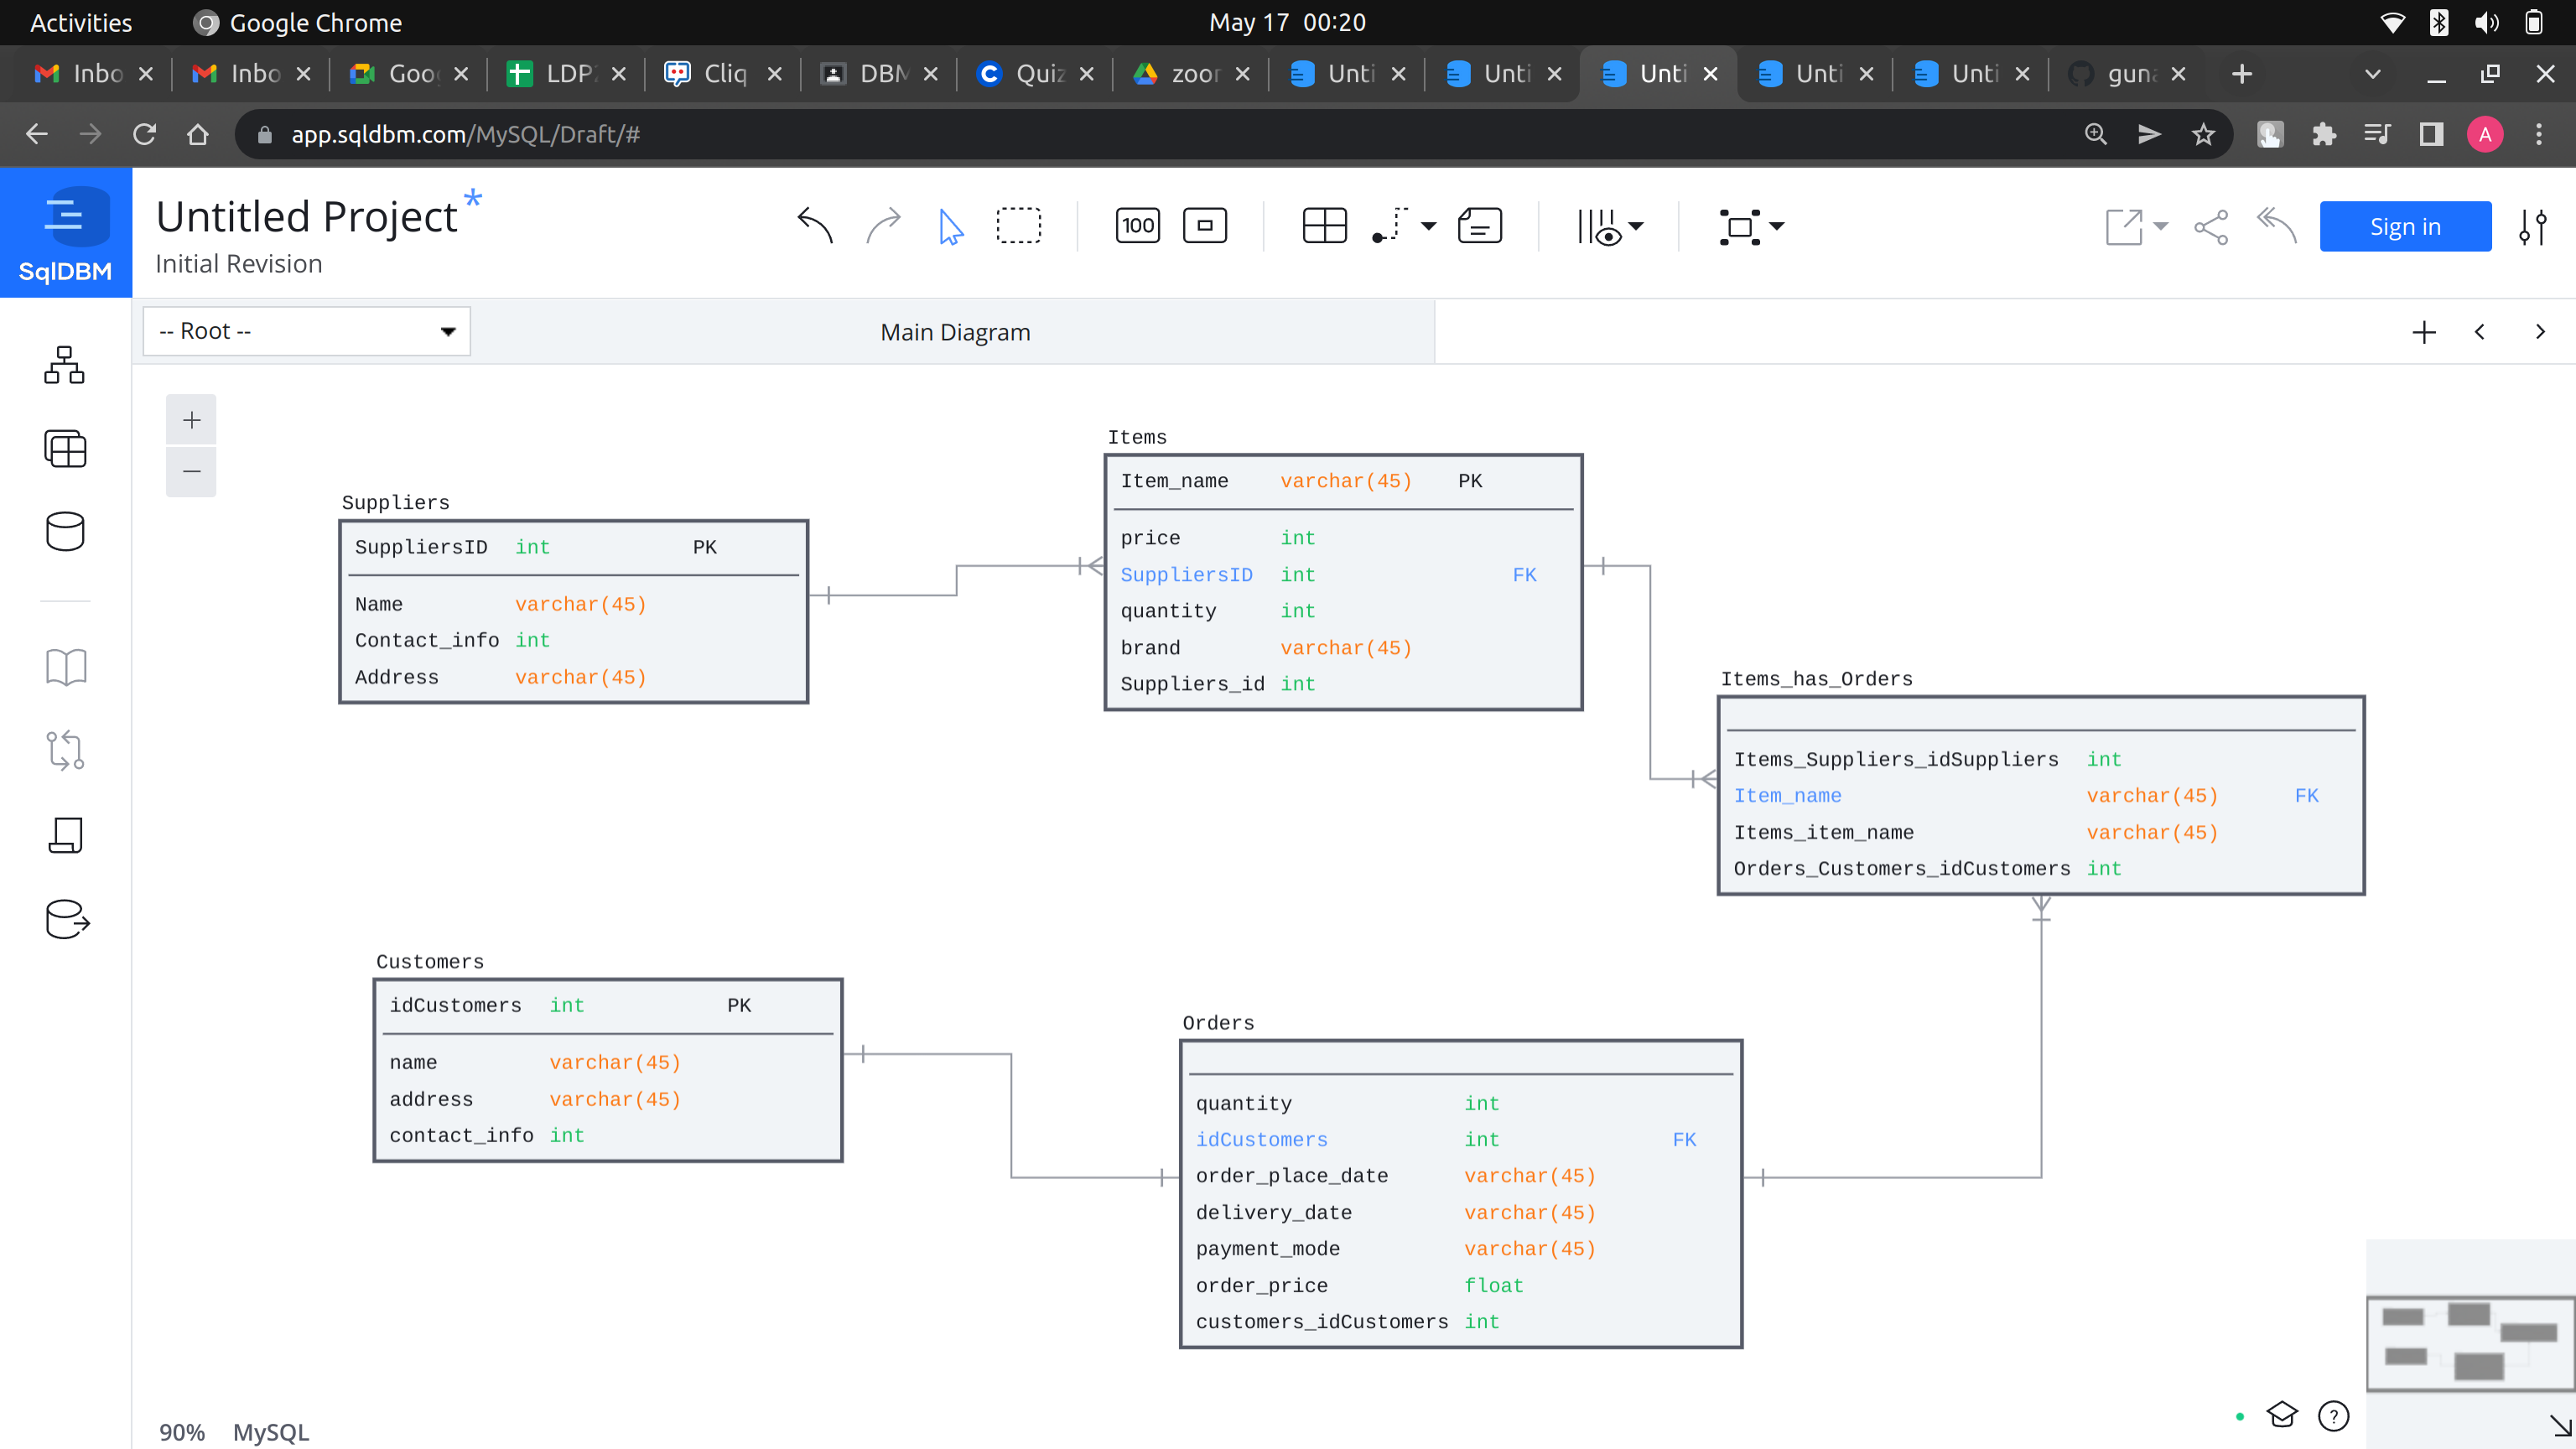 Activities Google Chrome May 17 00:20
Inbo Inbo Goo LDP Cliq DBM Quiz zoor Unti Unti Unti Unti Unti guna
app.sqldbm.com/MySQL/Draft/#
SqlDBM
Untitled Project*
Initial Revision
100
Sign in
-- Root --
Main Diagram
Suppliers
SuppliersID int PK
Name varchar(45)
Contact_info int
Address varchar(45)
Items
Item_name varchar(45) PK
price int
SuppliersID int FK
quantity int
brand varchar(45)
Suppliers_id int
Items_has_Orders
Items_Suppliers_idSuppliers int
Item_name varchar(45) FK
Items_item_name varchar(45)
Orders_Customers_idCustomers int
Customers
idCustomers int PK
name varchar(45)
address varchar(45)
contact_info int
Orders
quantity int
idCustomers int FK
order_place_date varchar(45)
delivery_date varchar(45)
payment_mode varchar(45)
order_price float
customers_idCustomers int
90% MySQL